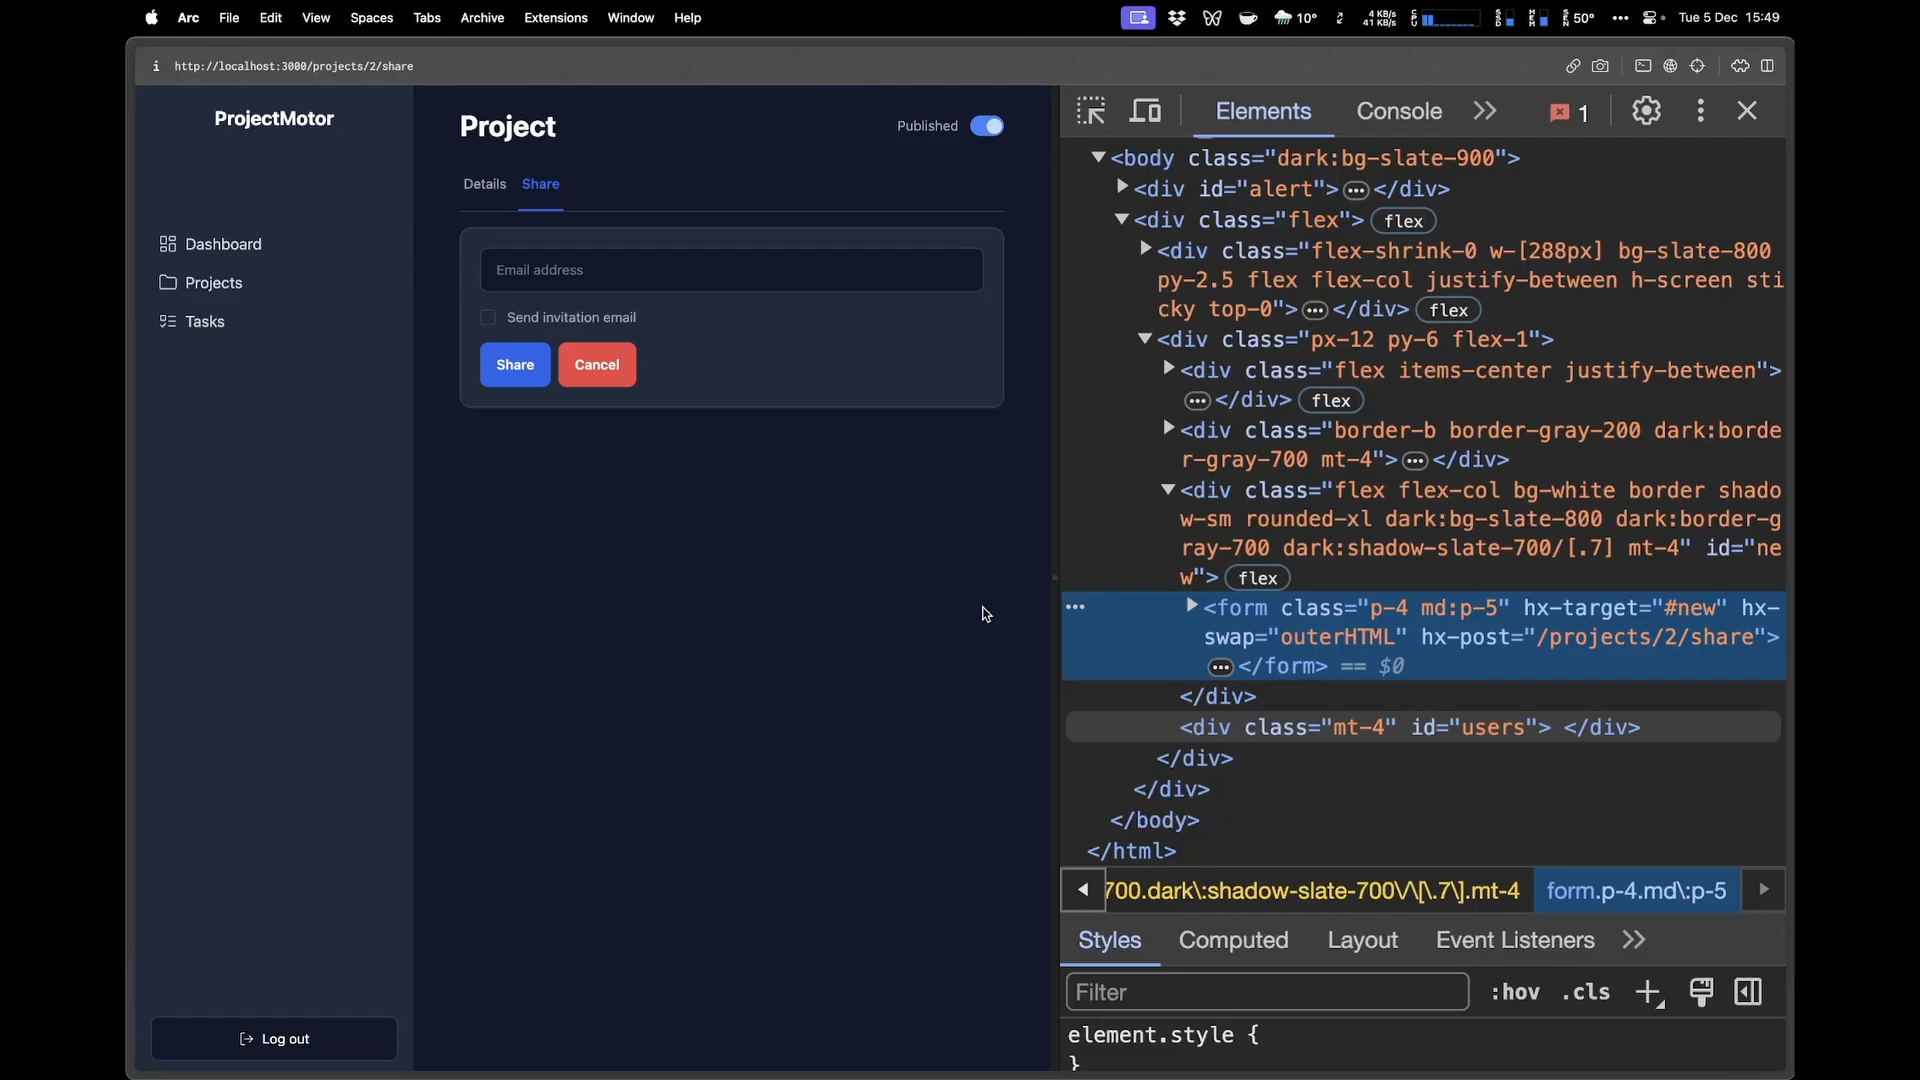 Arc File Edit View Spaces Tabs Archive Extensions Window Help
10° 4 KB/s 41 KB/s CPU SSD MEM SEN 50° Tue 5 Dec 15:49
http://localhost:3000/projects/2/share
ProjectMotor
Dashboard
Projects
Tasks
Log out
Project
Published
Details Share
Email address
Send invitation email
Share Cancel
Elements Console 1
<body class="dark:bg-slate-900">
<div id="alert"> </div>
<div class="flex"> flex
<div class="flex-shrink-0 w-[288px] bg-slate-800
py-2.5 flex flex-col justify-between h-screen sti
cky top-0"> </div> flex
<div class="px-12 py-6 flex-1">
<div class="flex items-center justify-between">
</div> flex
<div class="border-b border-gray-200 dark:borde
r-gray-700 mt-4"> </div>
<div class="flex flex-col bg-white border shado
w-sm rounded-xl dark:bg-slate-800 dark:border-g
ray-700 dark:shadow-slate-700/[.7] mt-4" id="ne
w"> flex
<form class="p-4 md:p-5" hx-target="#new" hx-
swap="outerHTML" hx-post="/projects/2/share">
</form> == $0
</div>
<div class="mt-4" id="users"> </div>
</div>
</div>
</body>
</html>
700.dark\:shadow-slate-700\/\[\.7\].mt-4 form.p-4.md\:p-5
Styles Computed Layout Event Listeners
Filter :hov .cls
element.style {
}